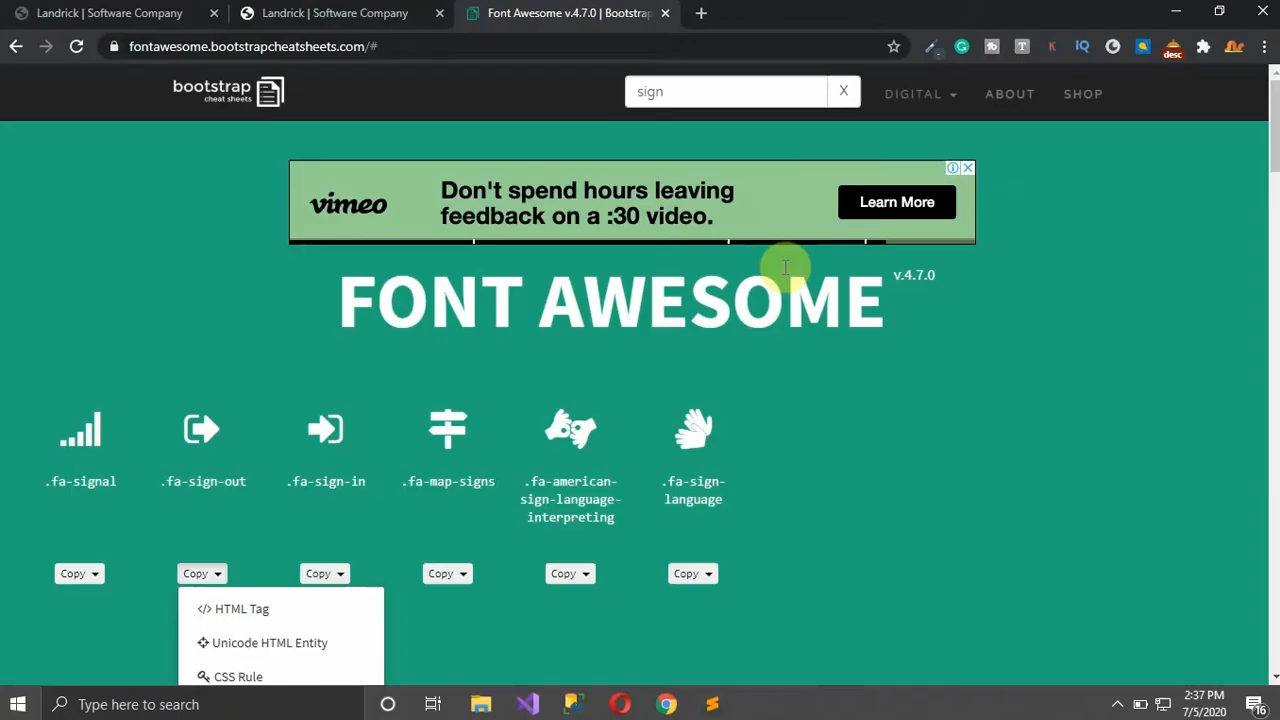 Landrick | Software Company
Landrick | Software Company
Font Awesome v.4.7.0 | Bootstrap
fontawesome.bootstrapcheatsheets.com/#
desc
bootstrap
cheat sheets
sign
X
DIGITAL
ABOUT
SHOP
vimeo
Don't spend hours leaving
feedback on a :30 video.
Learn More
FONT AWESOME
v.4.7.0
.fa-signal
.fa-sign-out
.fa-sign-in
.fa-map-signs
.fa-american-
sign-language-
interpreting
.fa-sign-
language
Copy
Copy
Copy
Copy
Copy
Copy
</> HTML Tag
Unicode HTML Entity
CSS Rule
Type here to search
2:37 PM
7/5/2020
16